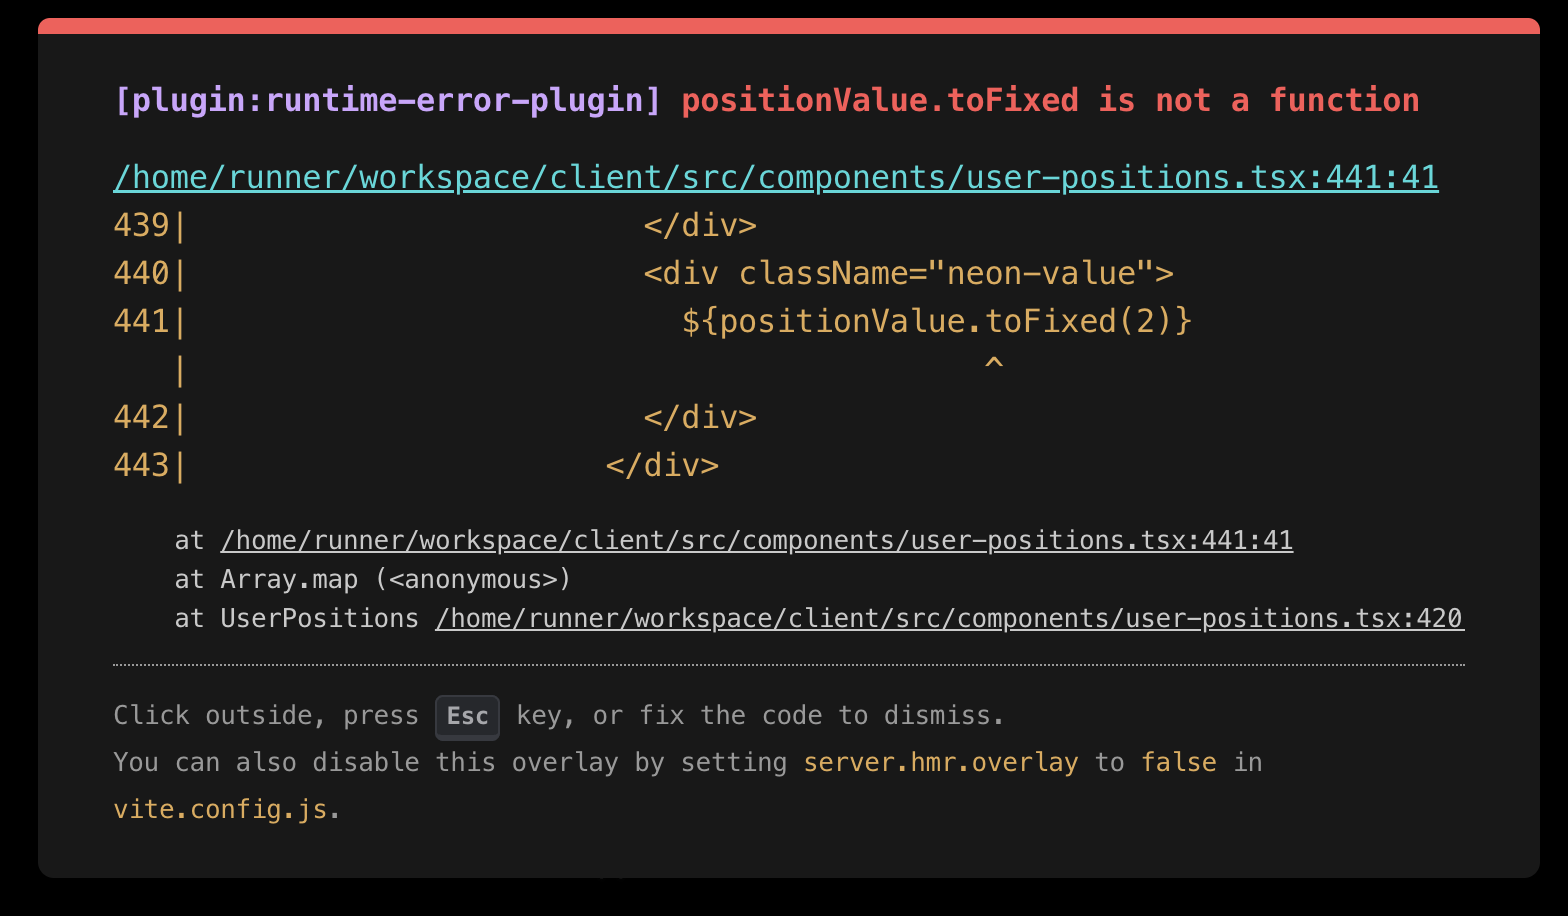 [plugin:runtime-error-plugin] positionValue.toFixed is not a function
/home/runner/workspace/client/src/components/user-positions.tsx:441:41
439|                        </div>
440|                        <div className="neon-value">
441|                          ${positionValue.toFixed(2)}
   |                                          ^
442|                        </div>
443|                      </div>
    at /home/runner/workspace/client/src/components/user-positions.tsx:441:41
    at Array.map (<anonymous>)
    at UserPositions /home/runner/workspace/client/src/components/user-positions.tsx:420
Click outside, press Esc key, or fix the code to dismiss.
You can also disable this overlay by setting server.hmr.overlay to false in
vite.config.js.